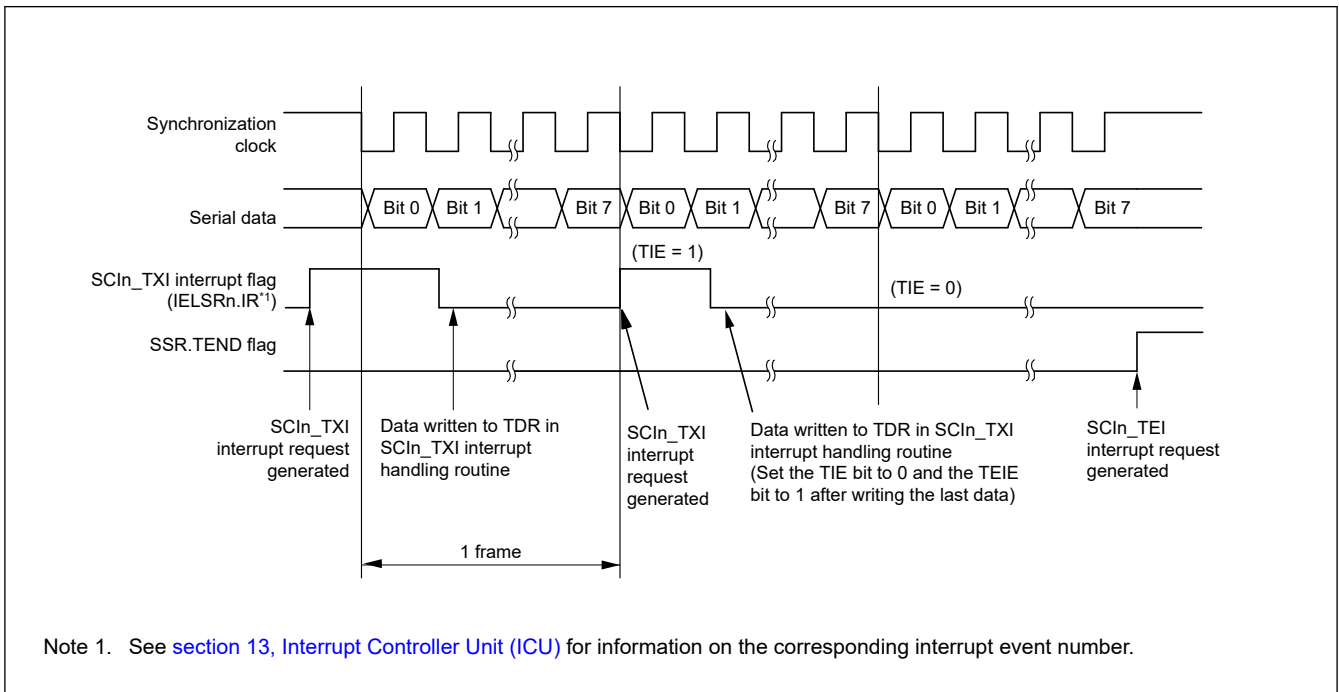 Synchronization
clock
Serial data
Bit 0 Bit 1 Bit 7 Bit 0 Bit 1 Bit 7 Bit 0 Bit 1 Bit 7
(TIE = 1)
SCIn_TXI interrupt flag
(IELSRn.IR*1)
(TIE = 0)
SSR.TEND flag
SCIn_TXI
interrupt request
generated
Data written to TDR in
SCIn_TXI interrupt
handling routine
SCIn_TXI
interrupt
request
generated
Data written to TDR in SCIn_TXI
interrupt handling routine
(Set the TIE bit to 0 and the TEIE
bit to 1 after writing the last data)
SCIn_TEI
interrupt request
generated
1 frame
Note 1. See section 13, Interrupt Controller Unit (ICU) for information on the corresponding interrupt event number.